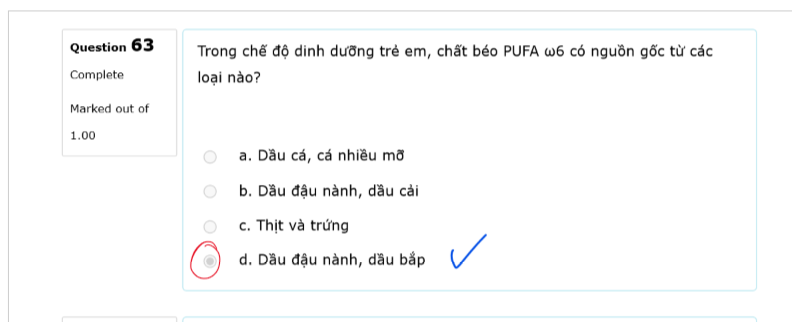 Question 63
Complete
Marked out of
1.00
Trong chế độ dinh dưỡng trẻ em, chất béo PUFA ω6 có nguồn gốc từ các
loại nào?
a. Dầu cá, cá nhiều mỡ
b. Dầu đậu nành, dầu cải
c. Thịt và trứng
d. Dầu đậu nành, dầu bắp